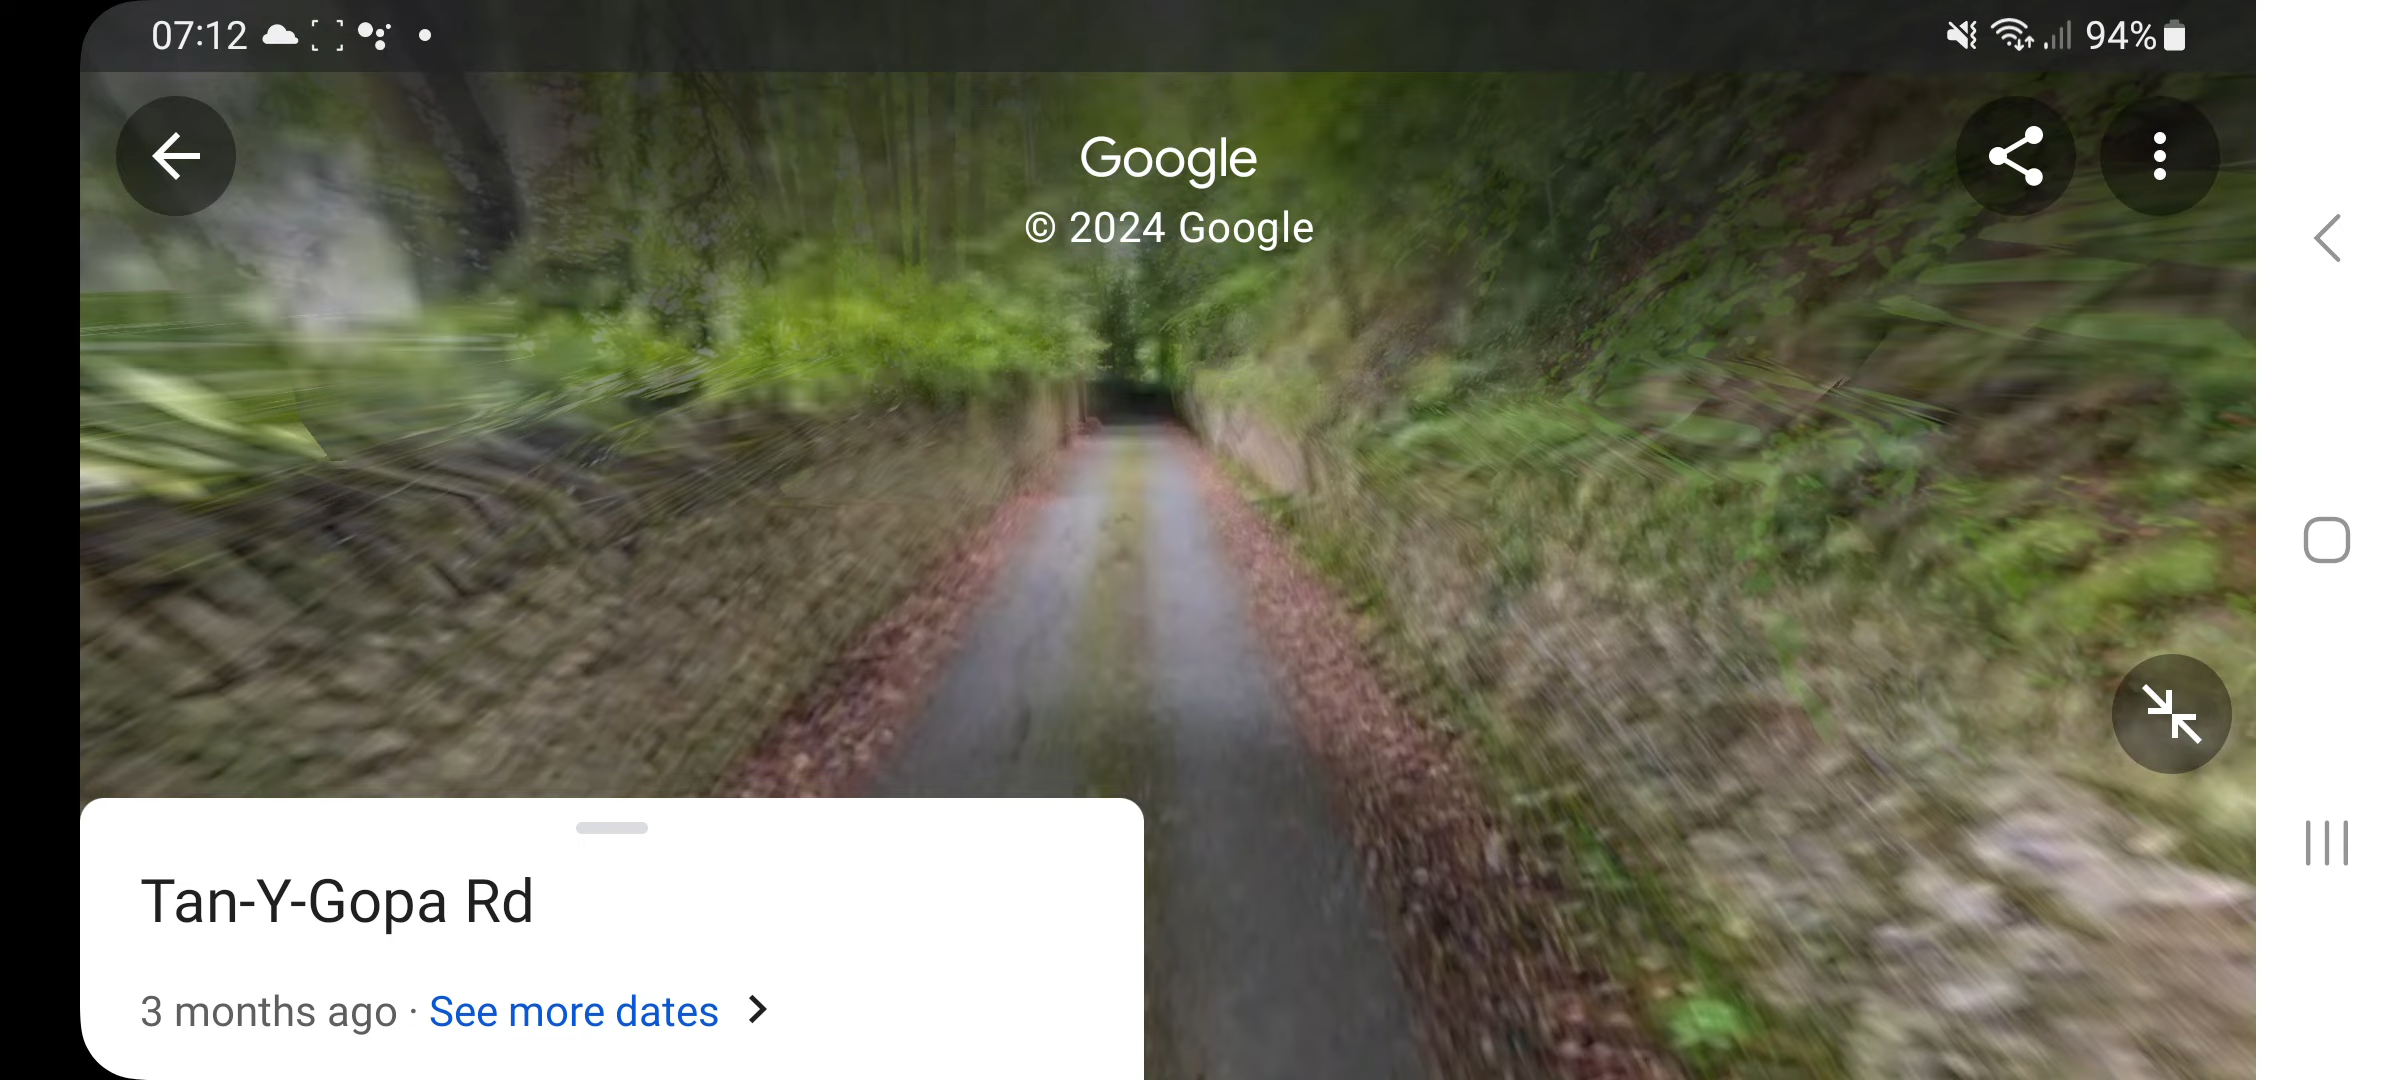 07:12
94%
Google
© 2024 Google
Tan-Y-Gopa Rd
3 months ago · See more dates